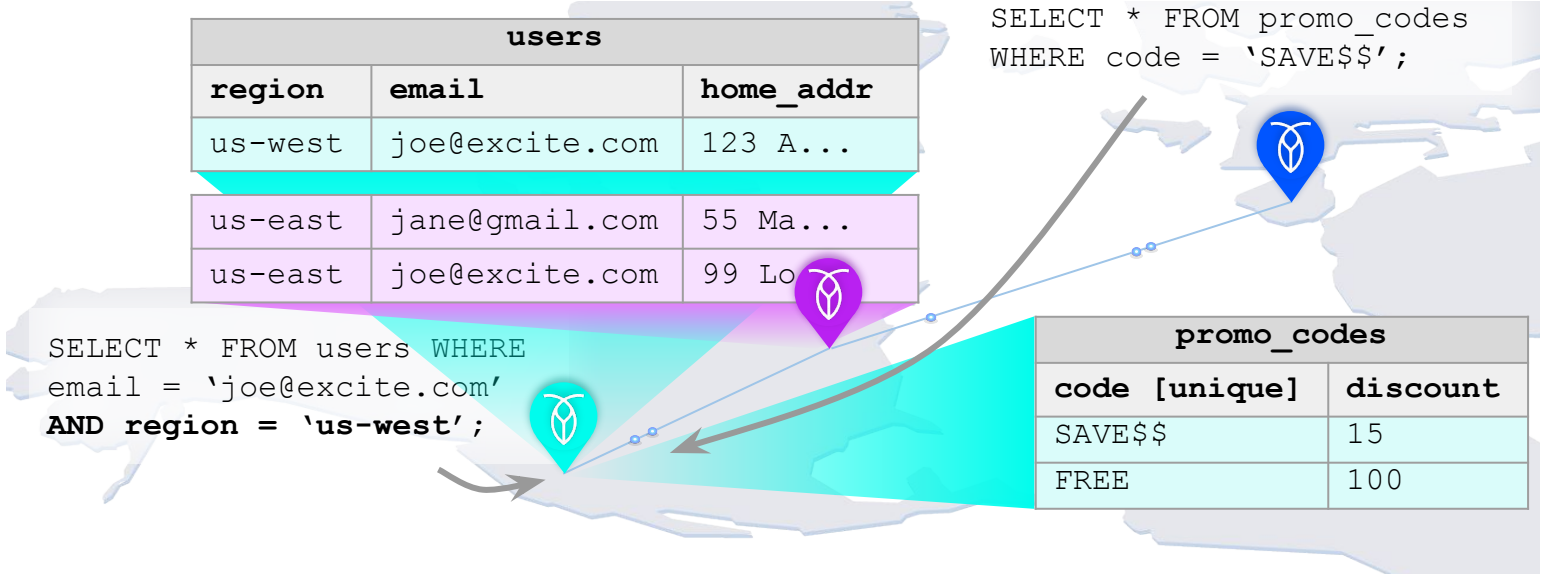 SELECT * FROM promo_codes
WHERE code = ‘SAVE$$’;
users
region email home_addr
us-west joe@excite.com 123 A...
us-east jane@gmail.com 55 Ma...
us-east joe@excite.com 99 Lo
SELECT * FROM users WHERE
email = ‘joe@excite.com’
AND region = ‘us-west’;
promo_codes
code [unique] discount
SAVE$$ 15
FREE 100